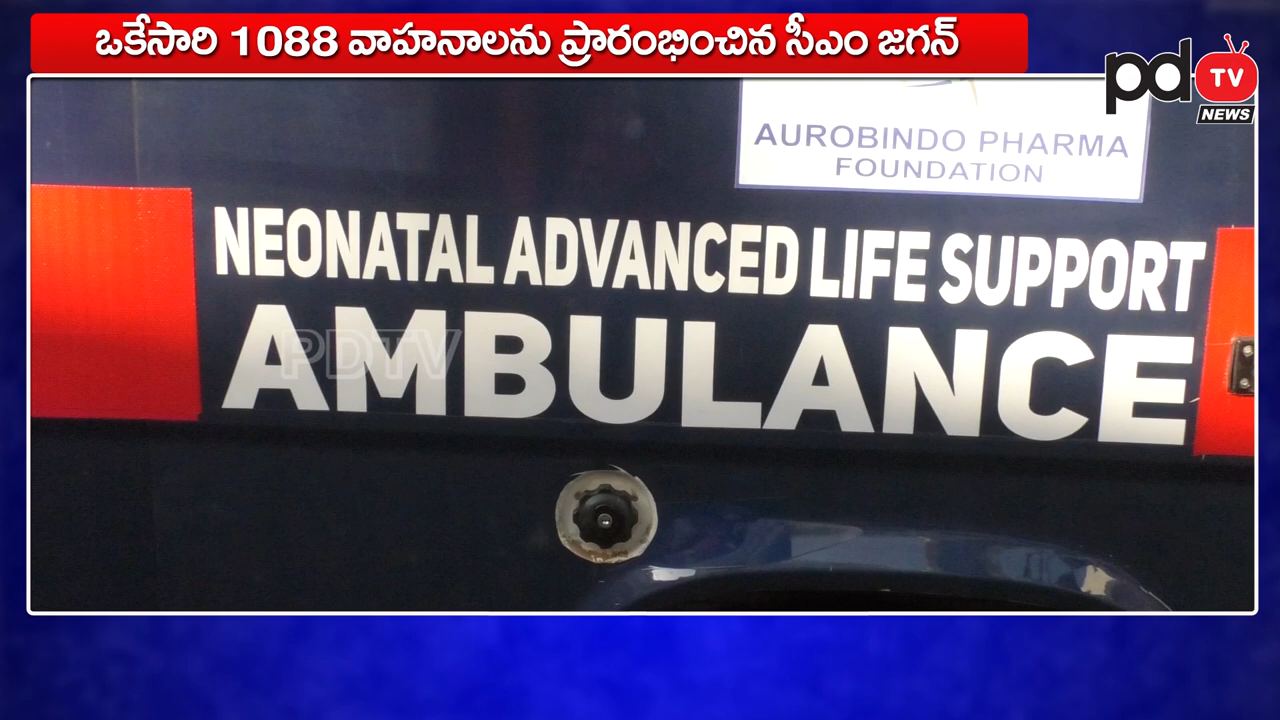 ఒకేసారి 1088 వాహనాలను ప్రారంభించిన సీఎం జగన్
pd TV
NEWS
AUROBINDO PHARMA
FOUNDATION
NEONATAL ADVANCED LIFE SUPPORT
AMBULANCE
PDTV